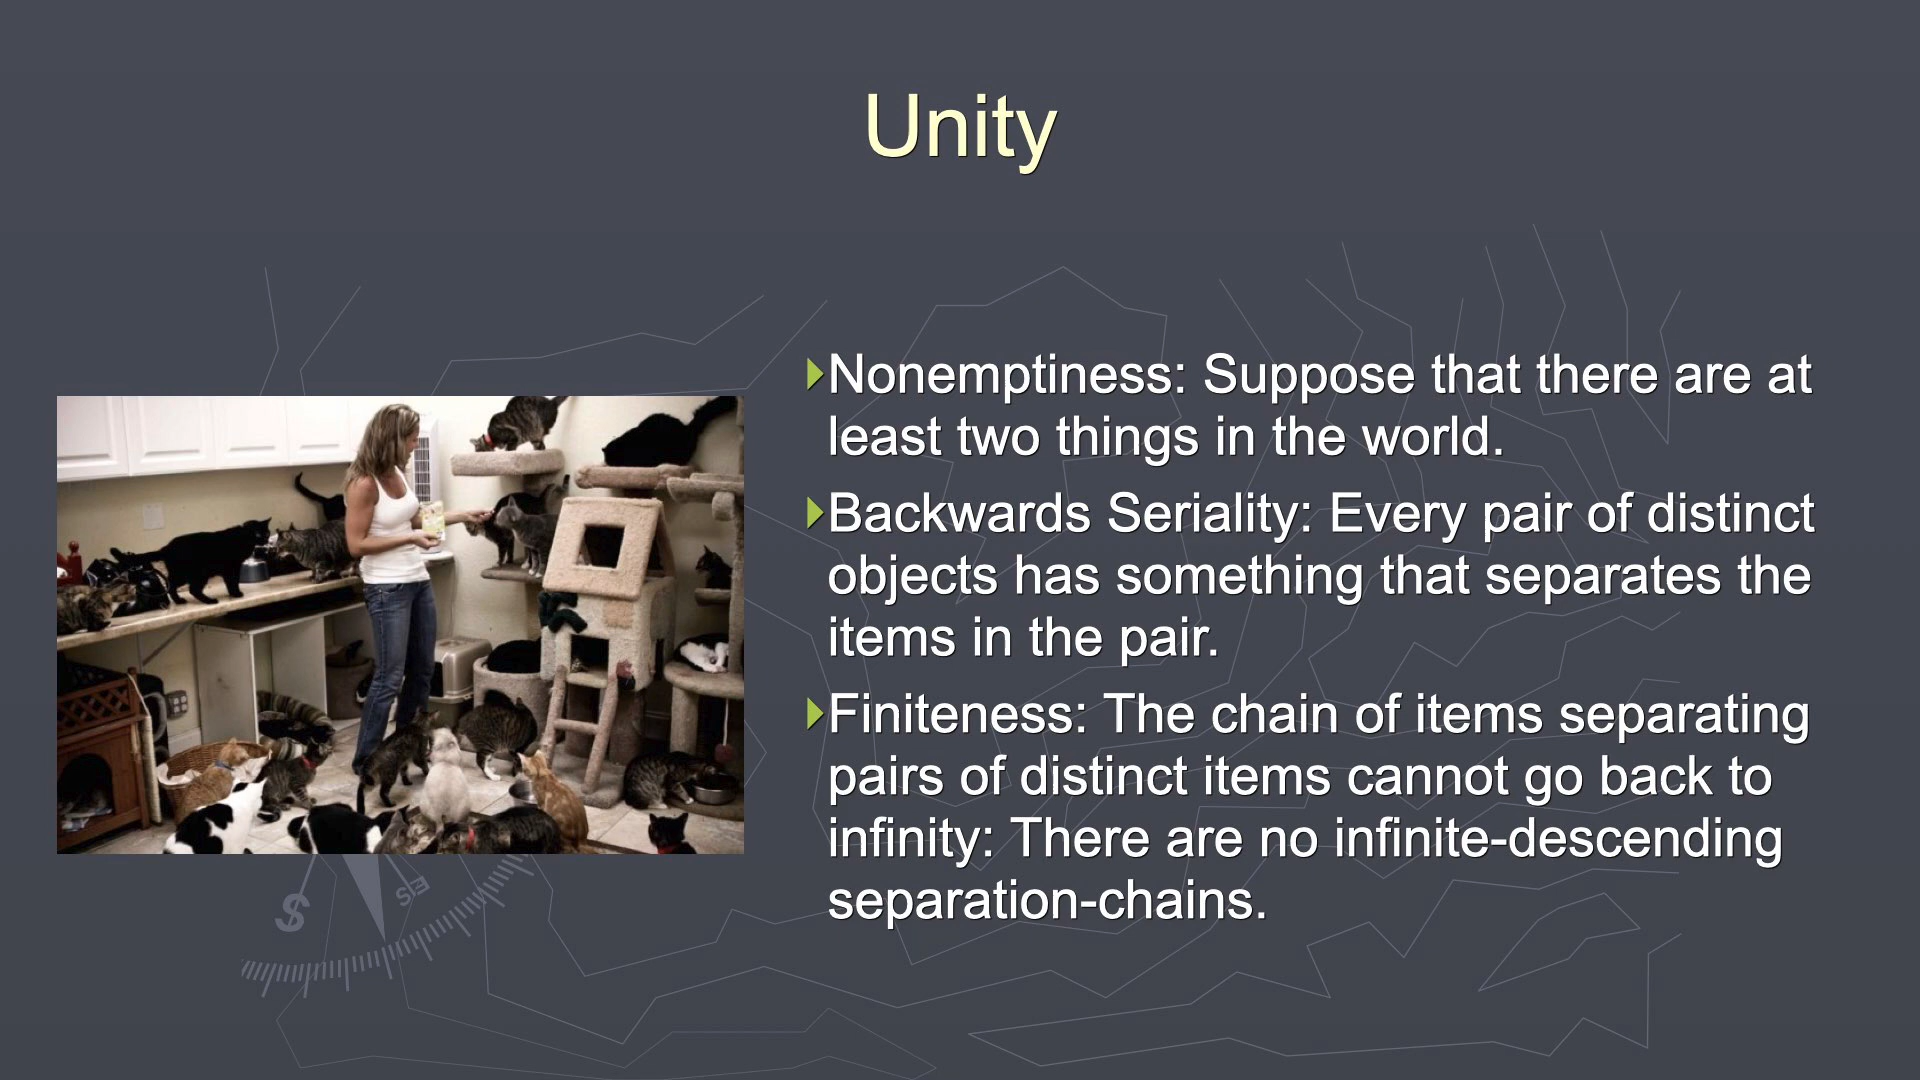 Unity
Nonemptiness: Suppose that there are at
least two things in the world.
Backwards Seriality: Every pair of distinct
objects has something that separates the
items in the pair.
Finiteness: The chain of items separating
pairs of distinct items cannot go back to
infinity: There are no infinite-descending
separation-chains.
S
ES